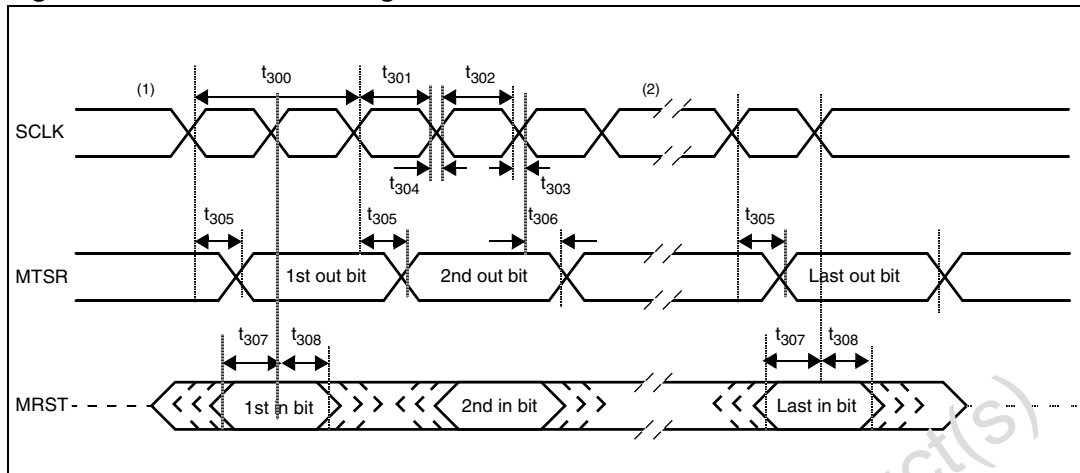 t300 t301 t302
(1) (2)
SCLK
t304 t303
t305 t305 t306 t305
MTSR 1st out bit 2nd out bit Last out bit
t307 t308 t307 t308
MRST 1st in bit 2nd in bit Last in bit